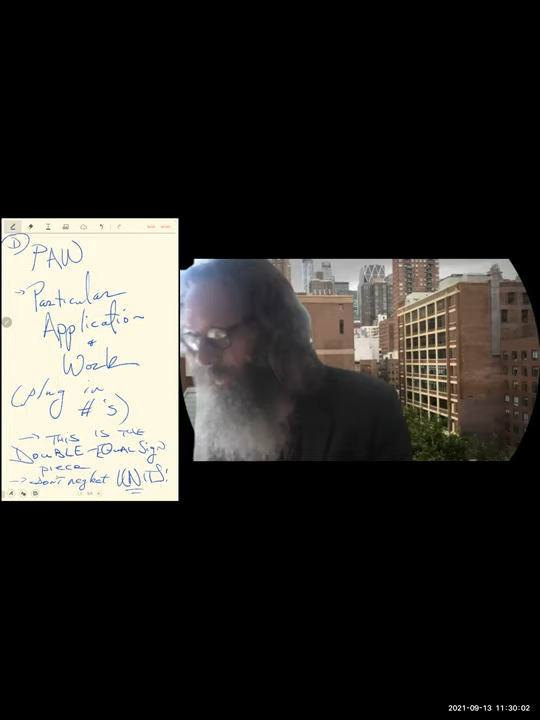 D PAW
→ Particular
Application
+
Work
(plug in
#'s)
→ THIS IS THE
DOUBLE-EQUAL SIGN
piece
→ DON'T neglect UNITS!
2021-09-13 11:30:02